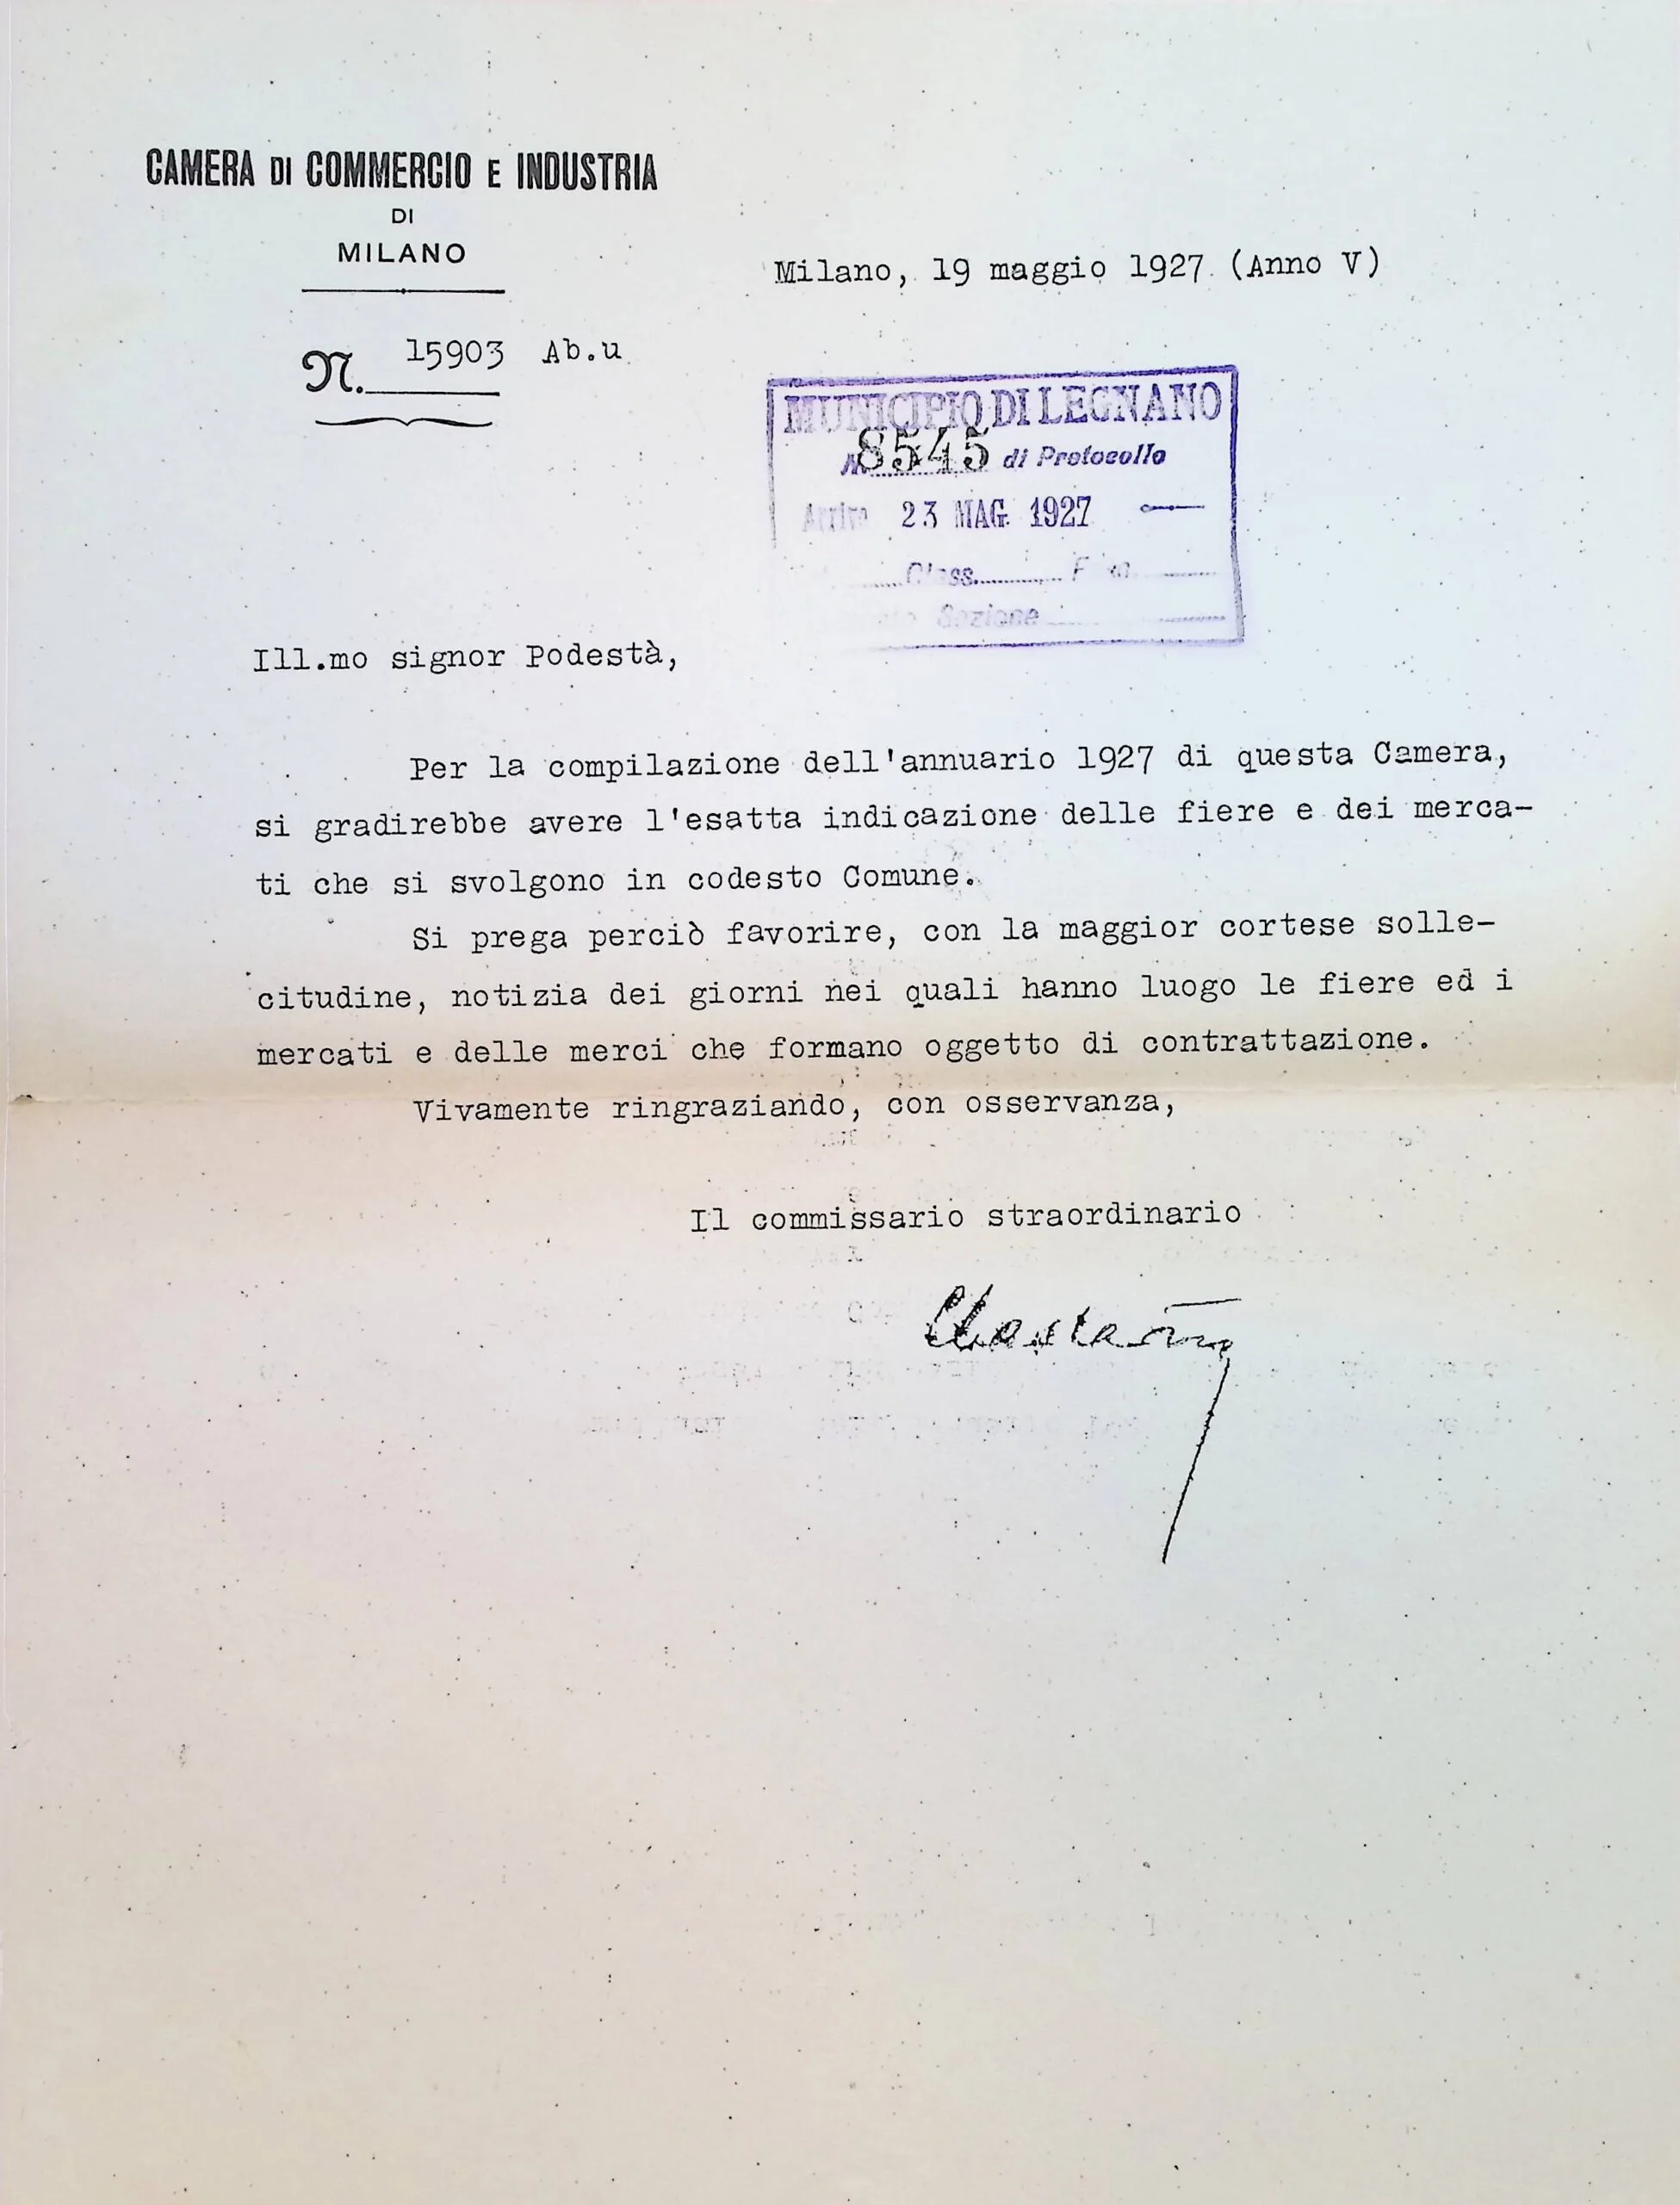 CAMERA DI COMMERCIO E INDUSTRIA
DI
MILANO
Milano, 19 maggio 1927 (Anno V)
N. 15903 Ab.u
MUNICIPIO DI LEGNANO
N. 8545 di Protocollo
23 MAG. 1927
Class.
Sezione
Ill.mo signor Podestà,
Per la compilazione dell'annuario 1927 di questa Camera,
si gradirebbe avere l'esatta indicazione delle fiere e dei merca-
ti che si svolgono in codesto Comune.
Si prega perciò favorire, con la maggior cortese solle-
citudine, notizia dei giorni nei quali hanno luogo le fiere ed i
mercati e delle merci che formano oggetto di contrattazione.
Vivamente ringraziando, con osservanza,
Il commissario straordinario